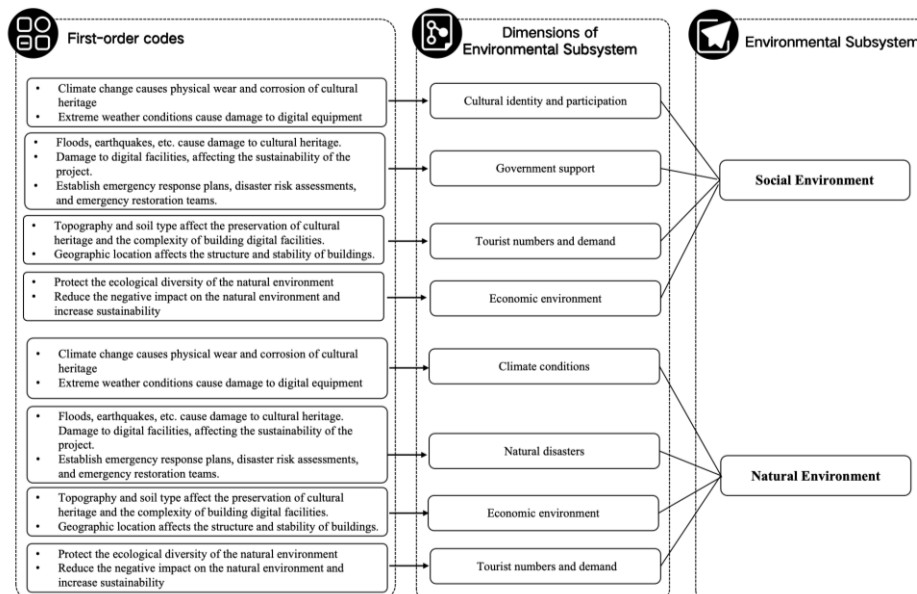 First-order codes
Dimensions of
Environmental Subsystem
Environmental Subsystem
• Climate change causes physical wear and corrosion of cultural
heritage
• Extreme weather conditions cause damage to digital equipment
Cultural identity and participation
• Floods, earthquakes, etc. cause damage to cultural heritage.
• Damage to digital facilities, affecting the sustainability of the
project.
• Establish emergency response plans, disaster risk assessments,
and emergency restoration teams.
Government support
Social Environment
• Topography and soil type affect the preservation of cultural
heritage and the complexity of building digital facilities.
• Geographic location affects the structure and stability of buildings.
Tourist numbers and demand
• Protect the ecological diversity of the natural environment
• Reduce the negative impact on the natural environment and
increase sustainability
Economic environment
• Climate change causes physical wear and corrosion of cultural
heritage
• Extreme weather conditions cause damage to digital equipment
Climate conditions
• Floods, earthquakes, etc. cause damage to cultural heritage.
Damage to digital facilities, affecting the sustainability of the
project.
• Establish emergency response plans, disaster risk assessments,
and emergency restoration teams.
Natural disasters
Natural Environment
• Topography and soil type affect the preservation of cultural
heritage and the complexity of building digital facilities.
• Geographic location affects the structure and stability of buildings.
Economic environment
• Protect the ecological diversity of the natural environment
• Reduce the negative impact on the natural environment and
increase sustainability
Tourist numbers and demand